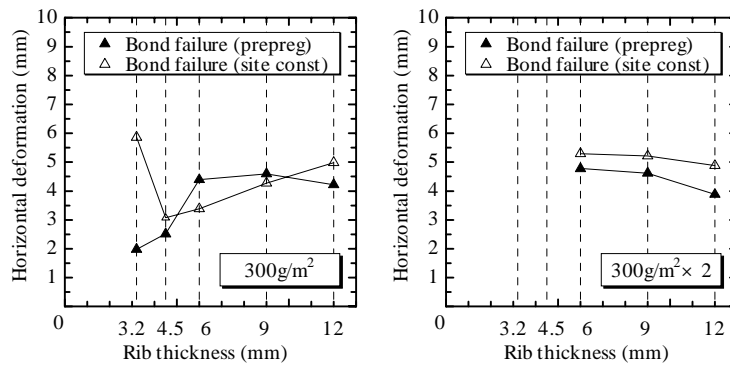 10
9
8
7
6
5
4
3
2
1
0
Horizontal deformation (mm)
Bond failure (prepreg)
Bond failure (site const)
300g/m²
3.2 4.5 6 9 12
Rib thickness (mm)
10
9
8
7
6
5
4
3
2
1
0
Horizontal deformation (mm)
Bond failure (prepreg)
Bond failure (site const)
300g/m²× 2
3.2 4.5 6 9 12
Rib thickness (mm)